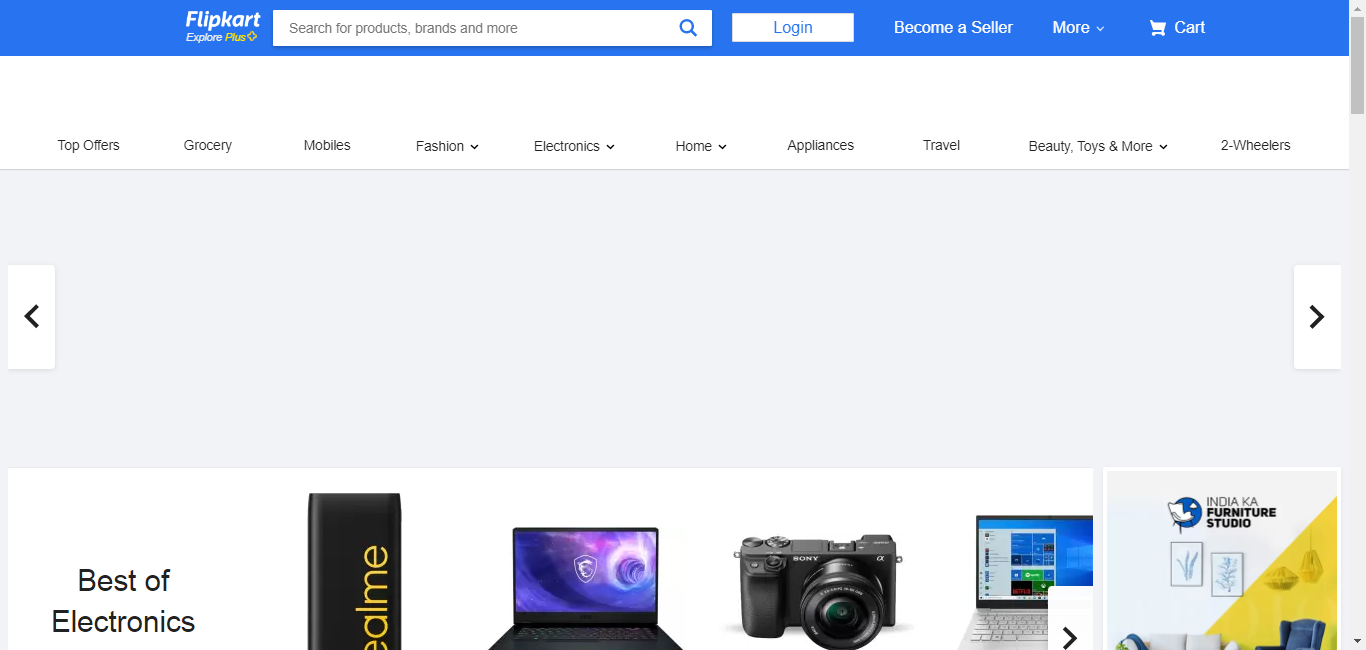 Flipkart
Explore Plus
Search for products, brands and more
Login
Become a Seller
More
Cart
Top Offers
Grocery
Mobiles
Fashion
Electronics
Home
Appliances
Travel
Beauty, Toys & More
2-Wheelers
Best of
Electronics
realme
SONY
α
INDIA KA
FURNITURE
STUDIO